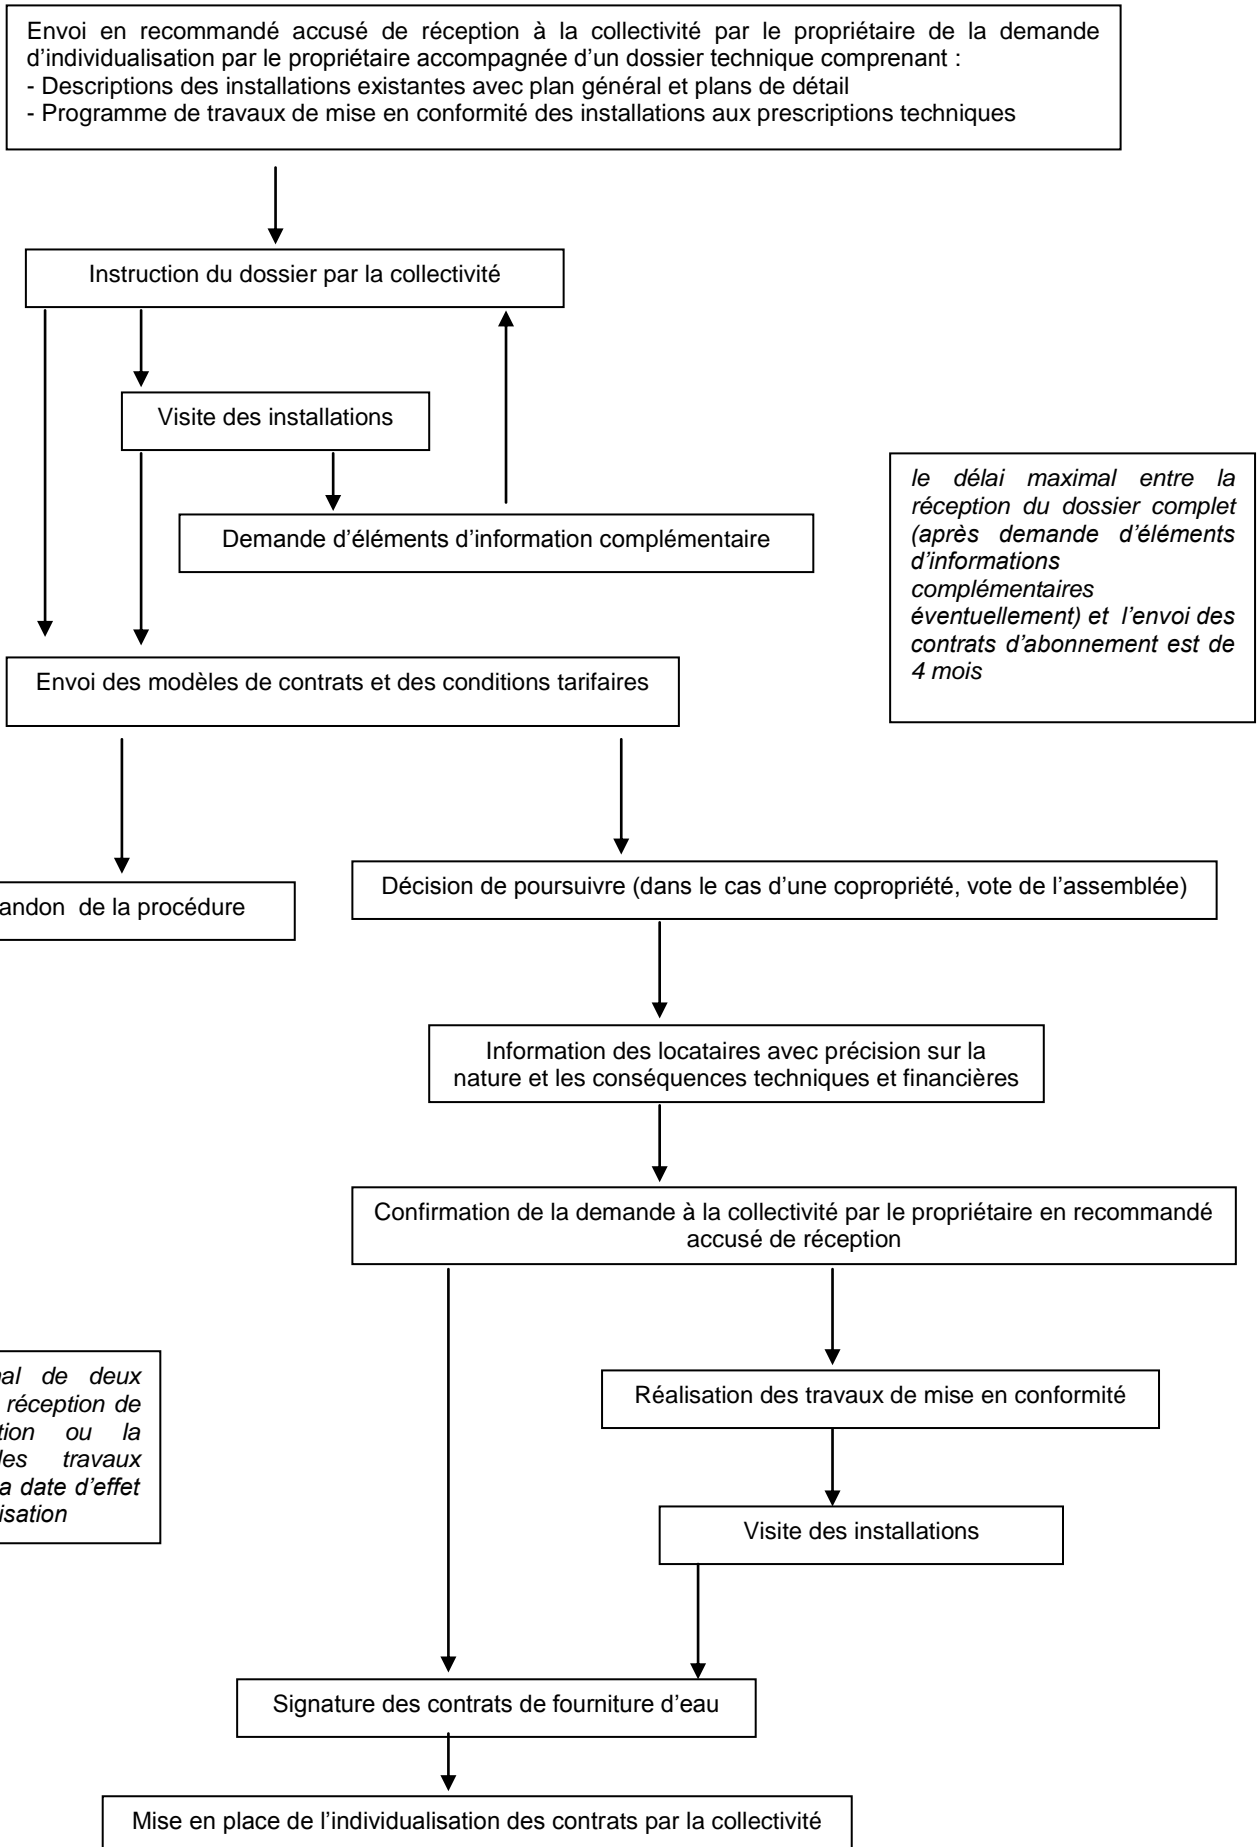 Envoi en recommandé accusé de réception à la collectivité par le propriétaire de la demande
d’individualisation par le propriétaire accompagnée d’un dossier technique comprenant :
- Descriptions des installations existantes avec plan général et plans de détail
- Programme de travaux de mise en conformité des installations aux prescriptions techniques
Instruction du dossier par la collectivité
Visite des installations
Demande d’éléments d’information complémentaire
le délai maximal entre la
réception du dossier complet
(après demande d’éléments
d’informations
complémentaires
éventuellement) et l’envoi des
contrats d’abonnement est de
4 mois
Envoi des modèles de contrats et des conditions tarifaires
andon de la procédure
Décision de poursuivre (dans le cas d’une copropriété, vote de l’assemblée)
Information des locataires avec précision sur la
nature et les conséquences techniques et financières
Confirmation de la demande à la collectivité par le propriétaire en recommandé
accusé de réception
al de deux
réception de
tion ou la
les travaux
a date d’effet
isation
Réalisation des travaux de mise en conformité
Visite des installations
Signature des contrats de fourniture d’eau
Mise en place de l’individualisation des contrats par la collectivité